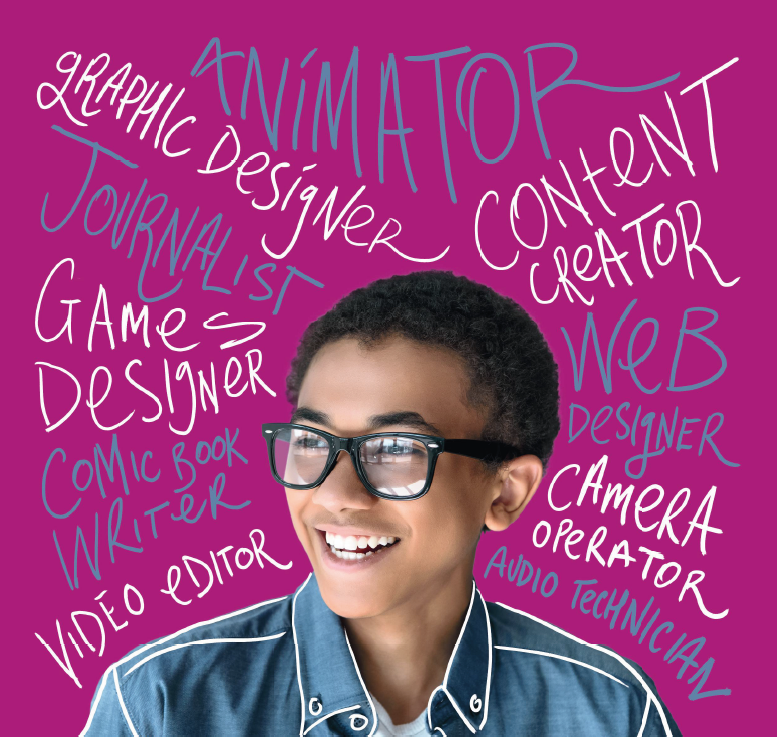 ANiMATOR
gRAPHIC DesigNeR
CONteNT
CReATOR
JOURNALiST
GAMeS
DeSIgNeR
WeB
DeSIgNeR
CoMIC BOOK
WRiTeR
CAMeRA
OPeRATOR
VIDEO eDITOR
AUDIO TecHNICIAN